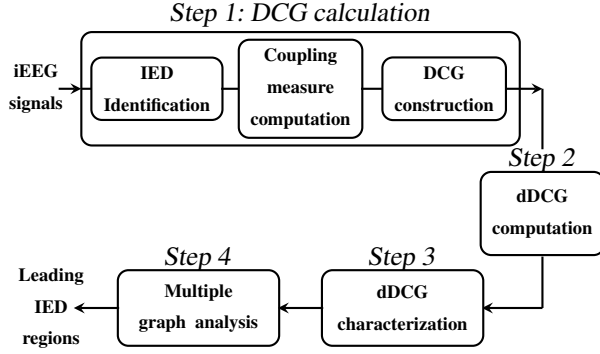 Step 1: DCG calculation
iEEG
signals
IED
Identification
Coupling
measure
computation
DCG
construction
Step 2
dDCG
computation
Step 3
dDCG
characterization
Step 4
Multiple
graph analysis
Leading
IED
regions